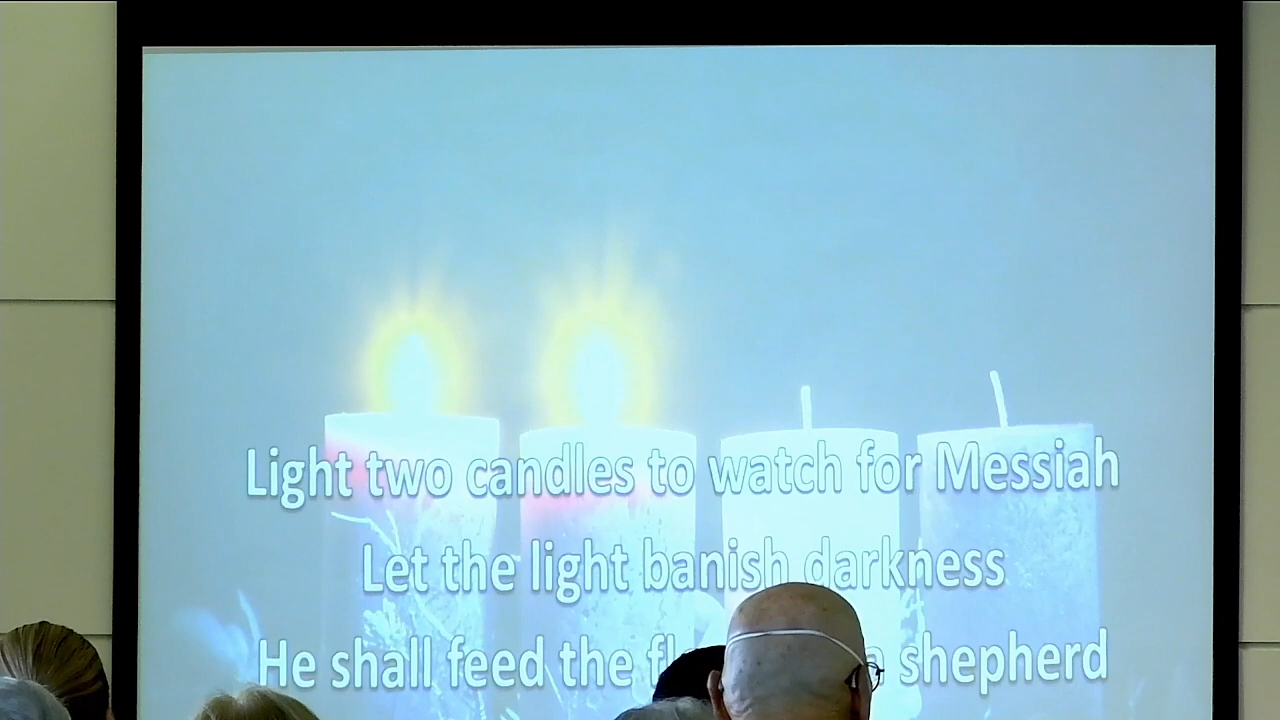 Light two candles to watch for Messiah
Let the light banish darkness
He shall feed the a shepherd